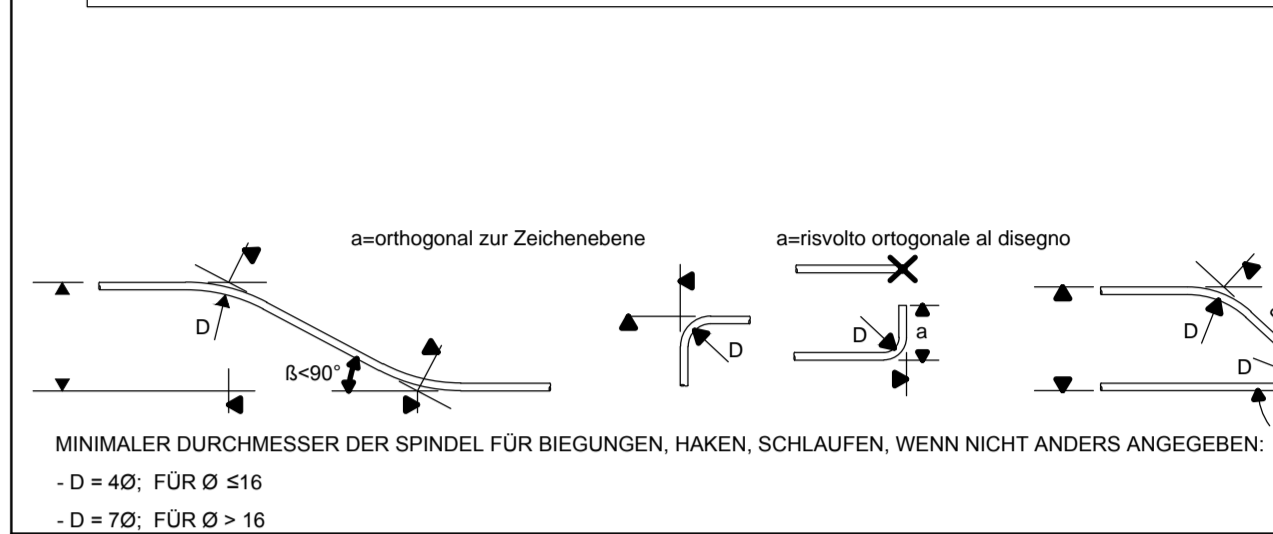 a=orthogonal zur Zeichenebene
a=risvolto ortogonale al disegno
D
ß<90°
D
D
a
D
D
MINIMALER DURCHMESSER DER SPINDEL FÜR BIEGUNGEN, HAKEN, SCHLAUFEN, WENN NICHT ANDERS ANGEGEBEN:
- D = 4Ø; FÜR Ø ≤16
- D = 7Ø; FÜR Ø > 16